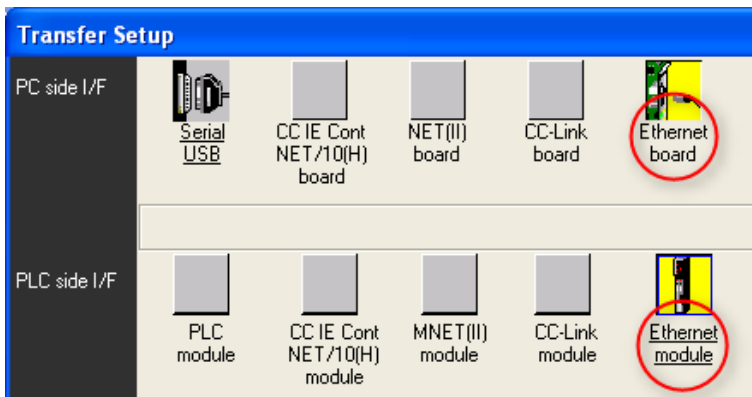 Transfer Setup
PC side I/F
Serial
USB
CC IE Cont
NET/10(H)
board
NET(II)
board
CC-Link
board
Ethernet
board
PLC side I/F
PLC
module
CC IE Cont
NET/10(H)
module
MNET(II)
module
CC-Link
module
Ethernet
module